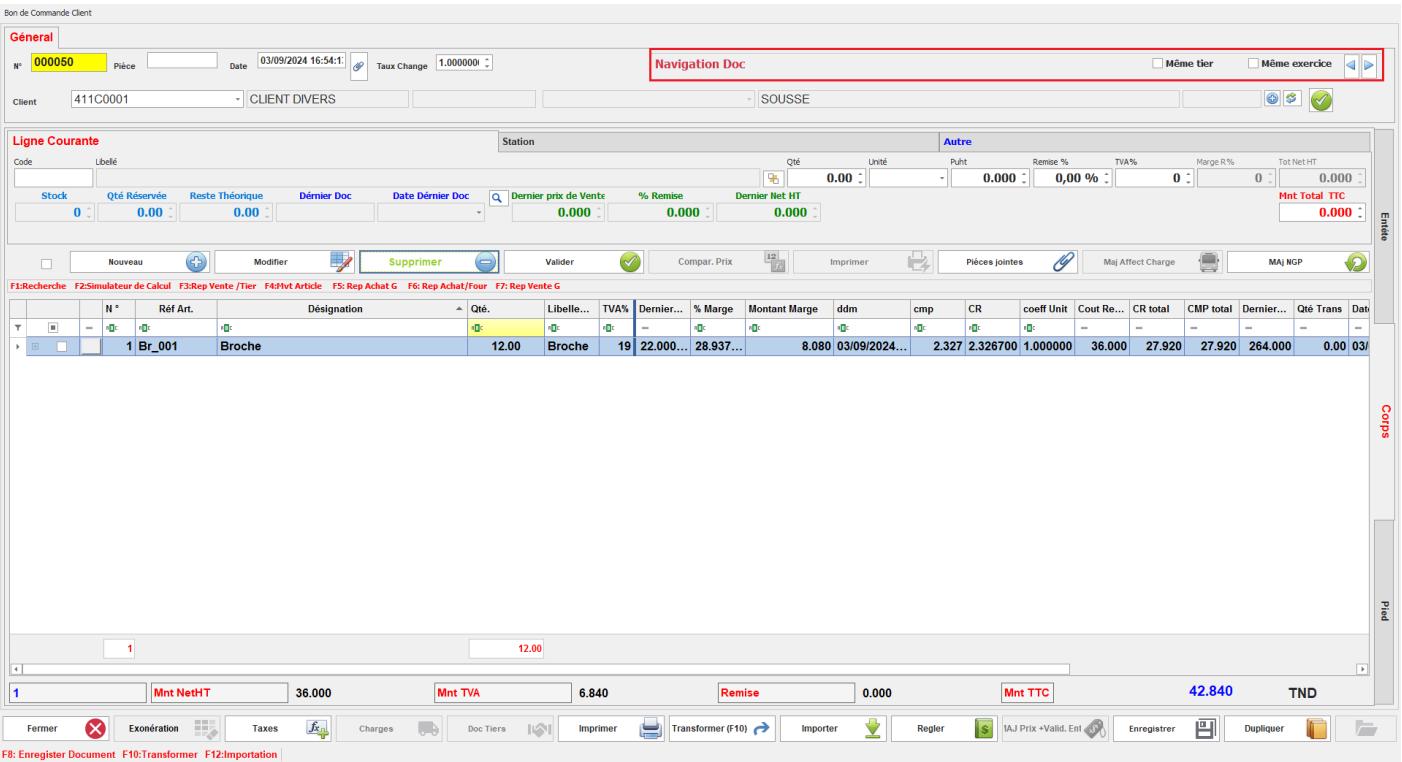 Bon de Commande Client
Géneral
N° 000050 Pièce Date 03/09/2024 16:54:1 Taux Change 1.000000 Navigation Doc Même tier Même exercice
Client 411C0001 CLIENT DIVERS SOUSSE
Ligne Courante Station Autre
Code Libellé Qté Unité Puht Remise % TVA% Marge R% Tot Net HT
0.00 0.000 0,00 % 0 0 0.000
Stock Qté Réservée Reste Théorique Dérnier Doc Date Dérnier Doc Dernier prix de Vente % Remise Dernier Net HT Mnt Total TTC
0 0.00 0.00 0.000 0.000 0.000 0.000
Entéte
Nouveau Modifier Supprimer Valider Compar. Prix Imprimer Pièces jointes Maj Affect Charge MAj NGP
F1:Recherche F2:Simulateur de Calcul F3:Rep Vente /Tier F4:Mvt Article F5: Rep Achat G F6: Rep Achat/Four F7: Rep Vente G
N ° Réf Art. Désignation Qté. Libelle... TVA% Dernier... % Marge Montant Marge ddm cmp CR coeff Unit Cout Re... CR total CMP total Dernier... Qté Trans Date
1 Br_001 Broche 12.00 Broche 19 22.000... 28.937... 8.080 03/09/2024... 2.327 2.326700 1.000000 36.000 27.920 27.920 264.000 0.00 03/
Corps
Pied
1 12.00
1 Mnt NetHT 36.000 Mnt TVA 6.840 Remise 0.000 Mnt TTC 42.840 TND
Fermer Exonération Taxes Charges Doc Tiers Imprimer Transformer (F10) Importer Regler MAJ Prix +Valid. Ent Enregistrer Dupliquer
F8: Enregister Document F10:Transformer F12:Importation